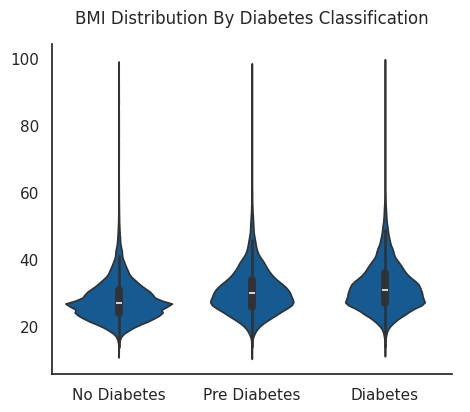 BMI Distribution By Diabetes Classification
100
80
60
40
20
No Diabetes
Pre Diabetes
Diabetes